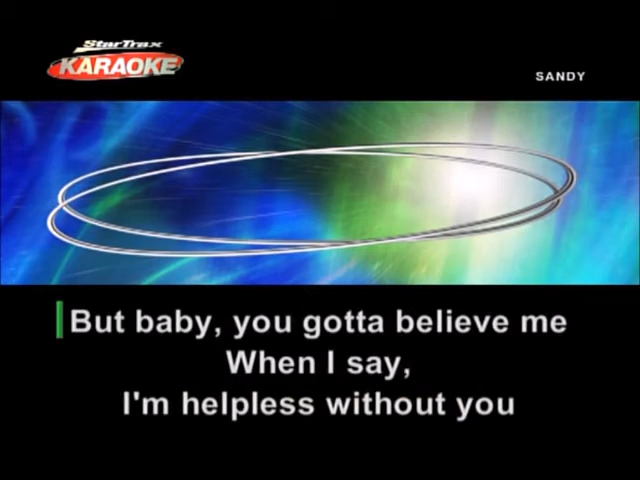 StarTrax
KARAOKE
SANDY
But baby, you gotta believe me
When I say,
I'm helpless without you